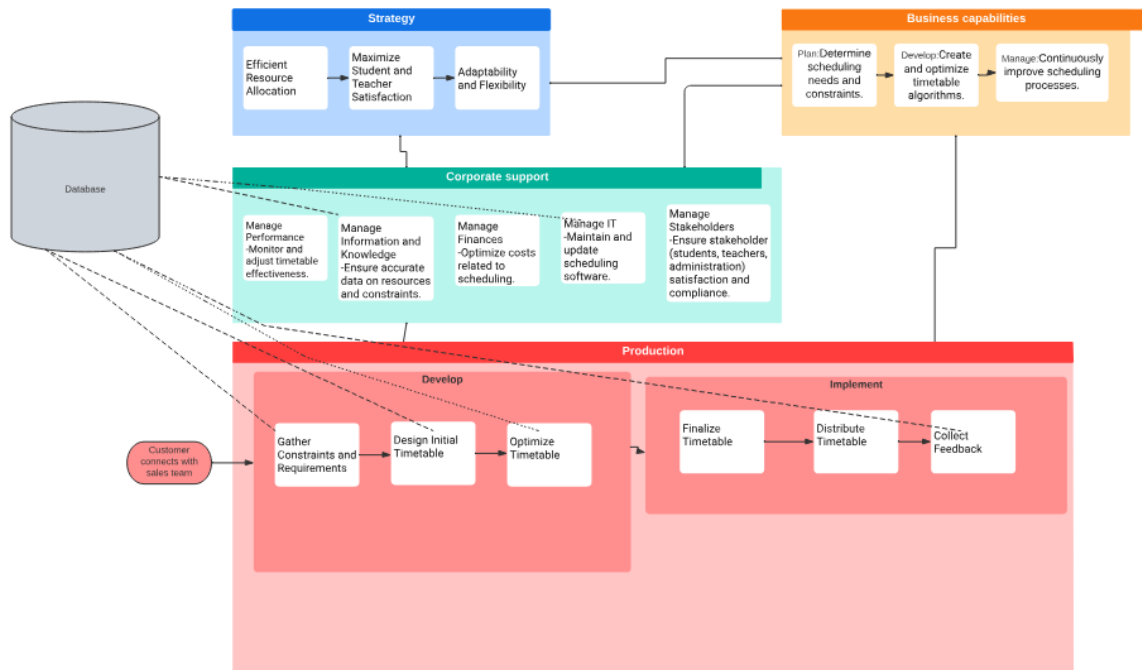 Strategy
Efficient
Resource
Allocation
Maximize
Student and
Teacher
Satisfaction
Adaptability
and Flexibility
Business capabilities
Plan:Determine
scheduling
needs and
constraints.
Develop:Create
and optimize
timetable
algorithms.
Manage:Continuously
improve scheduling
processes.
Database
Corporate support
Manage
Performance
-Monitor and
adjust timetable
effectiveness.
Manage
Information and
Knowledge
-Ensure accurate
data on resources
and constraints.
Manage
Finances
-Optimize costs
related to
scheduling.
Manage IT
-Maintain and
update
scheduling
software.
Manage
Stakeholders
-Ensure stakeholder
(students, teachers,
administration)
satisfaction and
compliance.
Production
Develop
Customer
connects with
sales team
Gather
Constraints and
Requirements
Design Initial
Timetable
Optimize
Timetable
Implement
Finalize
Timetable
Distribute
Timetable
Collect
Feedback